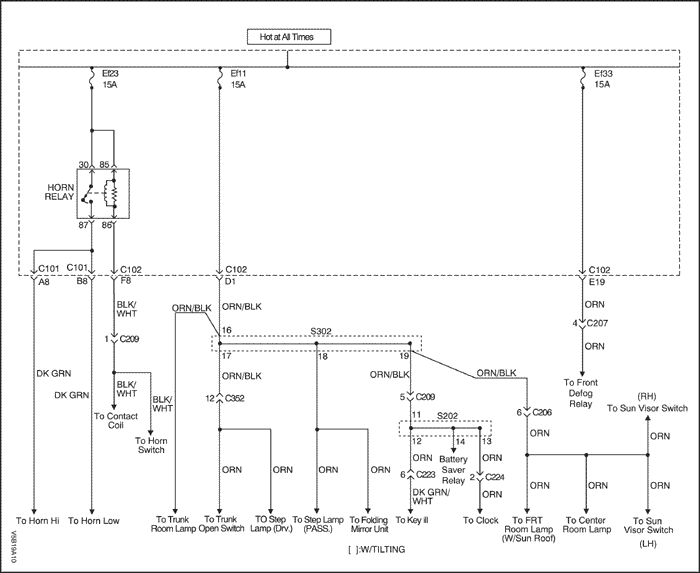 Hot at All Times
Ef23
15A
Ef11
15A
Ef33
15A
30 85
HORN
RELAY
87 86
C101
A8
C101
B8
C102
F8
C102
D1
C102
E19
BLK/
WHT
ORN/BLK
ORN/BLK
ORN
16
S302
4 C207
1 C209
17
18
19
ORN
DK GRN
DK GRN
BLK/
WHT
BLK/
WHT
ORN/BLK
ORN/BLK
ORN/BLK
To Front
Defog
Relay
(RH)
To Sun Visor Switch
12 C352
5 C209
6 C206
To Contact
Coil
11
S202
To Horn
Switch
12
14
13
ORN
ORN
Battery
Saver
Relay
ORN
ORN
ORN
ORN
ORN
ORN
6 C223
2 C224
ORN
ORN
ORN
DK GRN/
WHT
ORN
To Horn Hi
To Horn Low
To Trunk
Room Lamp
To Trunk
Open Switch
TO Step
Lamp (Drv.)
To Step Lamp
(PASS.)
To Folding
Mirror Unit
To Key ill
To Clock
To FRT
Room Lamp
(W/Sun Roof)
To Center
Room Lamp
To Sun
Visor Switch
(LH)
[ ]:W/TILTING
V5B19A10